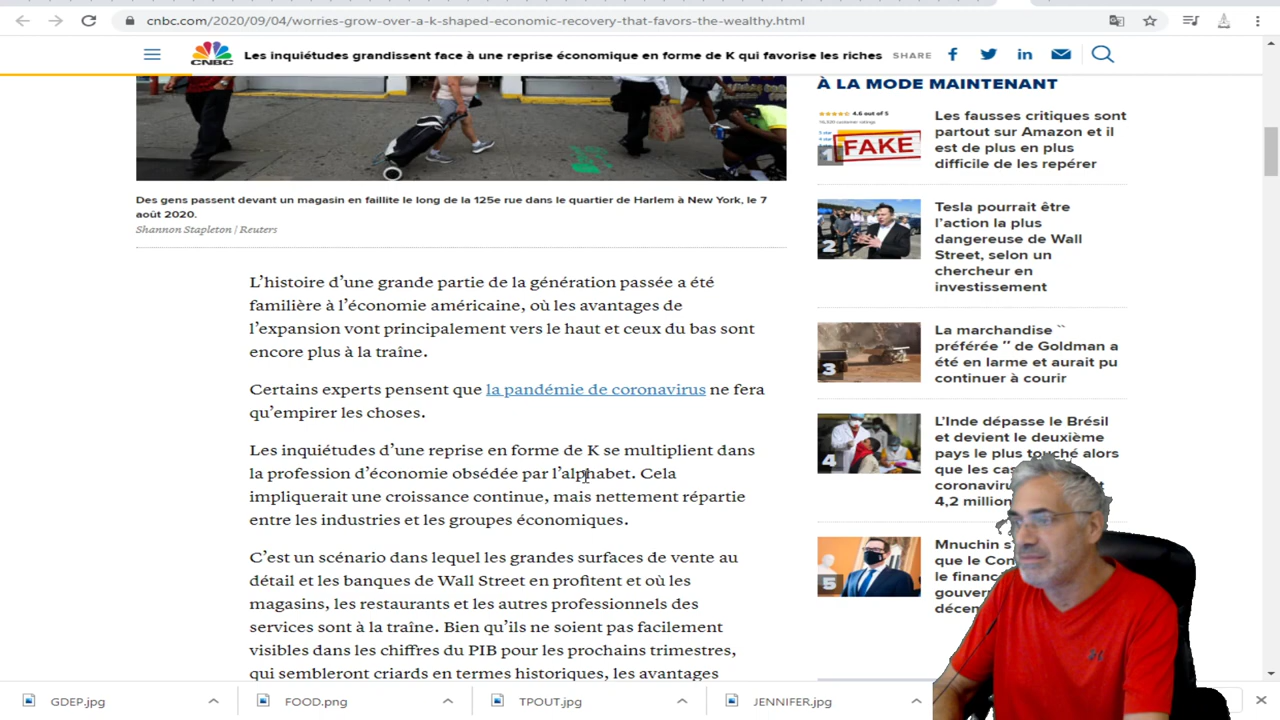 cnbc.com/2020/09/04/worries-grow-over-a-k-shaped-economic-recovery-that-favors-the-wealthy.html
CNBC
Les inquiétudes grandissent face à une reprise économique en forme de K qui favorise les riches
SHARE
Des gens passent devant un magasin en faillite le long de la 125e rue dans le quartier de Harlem à New York, le 7
août 2020.
Shannon Stapleton / Reuters
L'histoire d'une grande partie de la génération passée a été
familière à l'économie américaine, où les avantages de
l'expansion vont principalement vers le haut et ceux du bas sont
encore plus à la traîne.
Certains experts pensent que la pandémie de coronavirus ne fera
qu'empirer les choses.
Les inquiétudes d'une reprise en forme de K se multiplient dans
la profession d'économie obsédée par l'alphabet. Cela
impliquerait une croissance continue, mais nettement répartie
entre les industries et les groupes économiques.
C'est un scénario dans lequel les grandes surfaces de vente au
détail et les banques de Wall Street en profitent et où les
magasins, les restaurants et les autres professionnels des
services sont à la traîne. Bien qu'ils ne soient pas facilement
visibles dans les chiffres du PIB pour les prochains trimestres,
qui sembleront criards en termes historiques, les avantages
À LA MODE MAINTENANT
4.6 out of 5
FAKE
1
Les fausses critiques sont
partout sur Amazon et il
est de plus en plus
difficile de les repérer
2
Tesla pourrait être
l'action la plus
dangereuse de Wall
Street, selon un
chercheur en
investissement
3
La marchandise ``
préférée '' de Goldman a
été en larme et aurait pu
continuer à courir
4
L'Inde dépasse le Brésil
et devient le deuxième
pays le plus touché alors
que les
coronavirus
4,2
5
Mnuchin
que le
le
GDEP.jpg
FOOD.png
TPOUT.jpg
JENNIFER.jpg